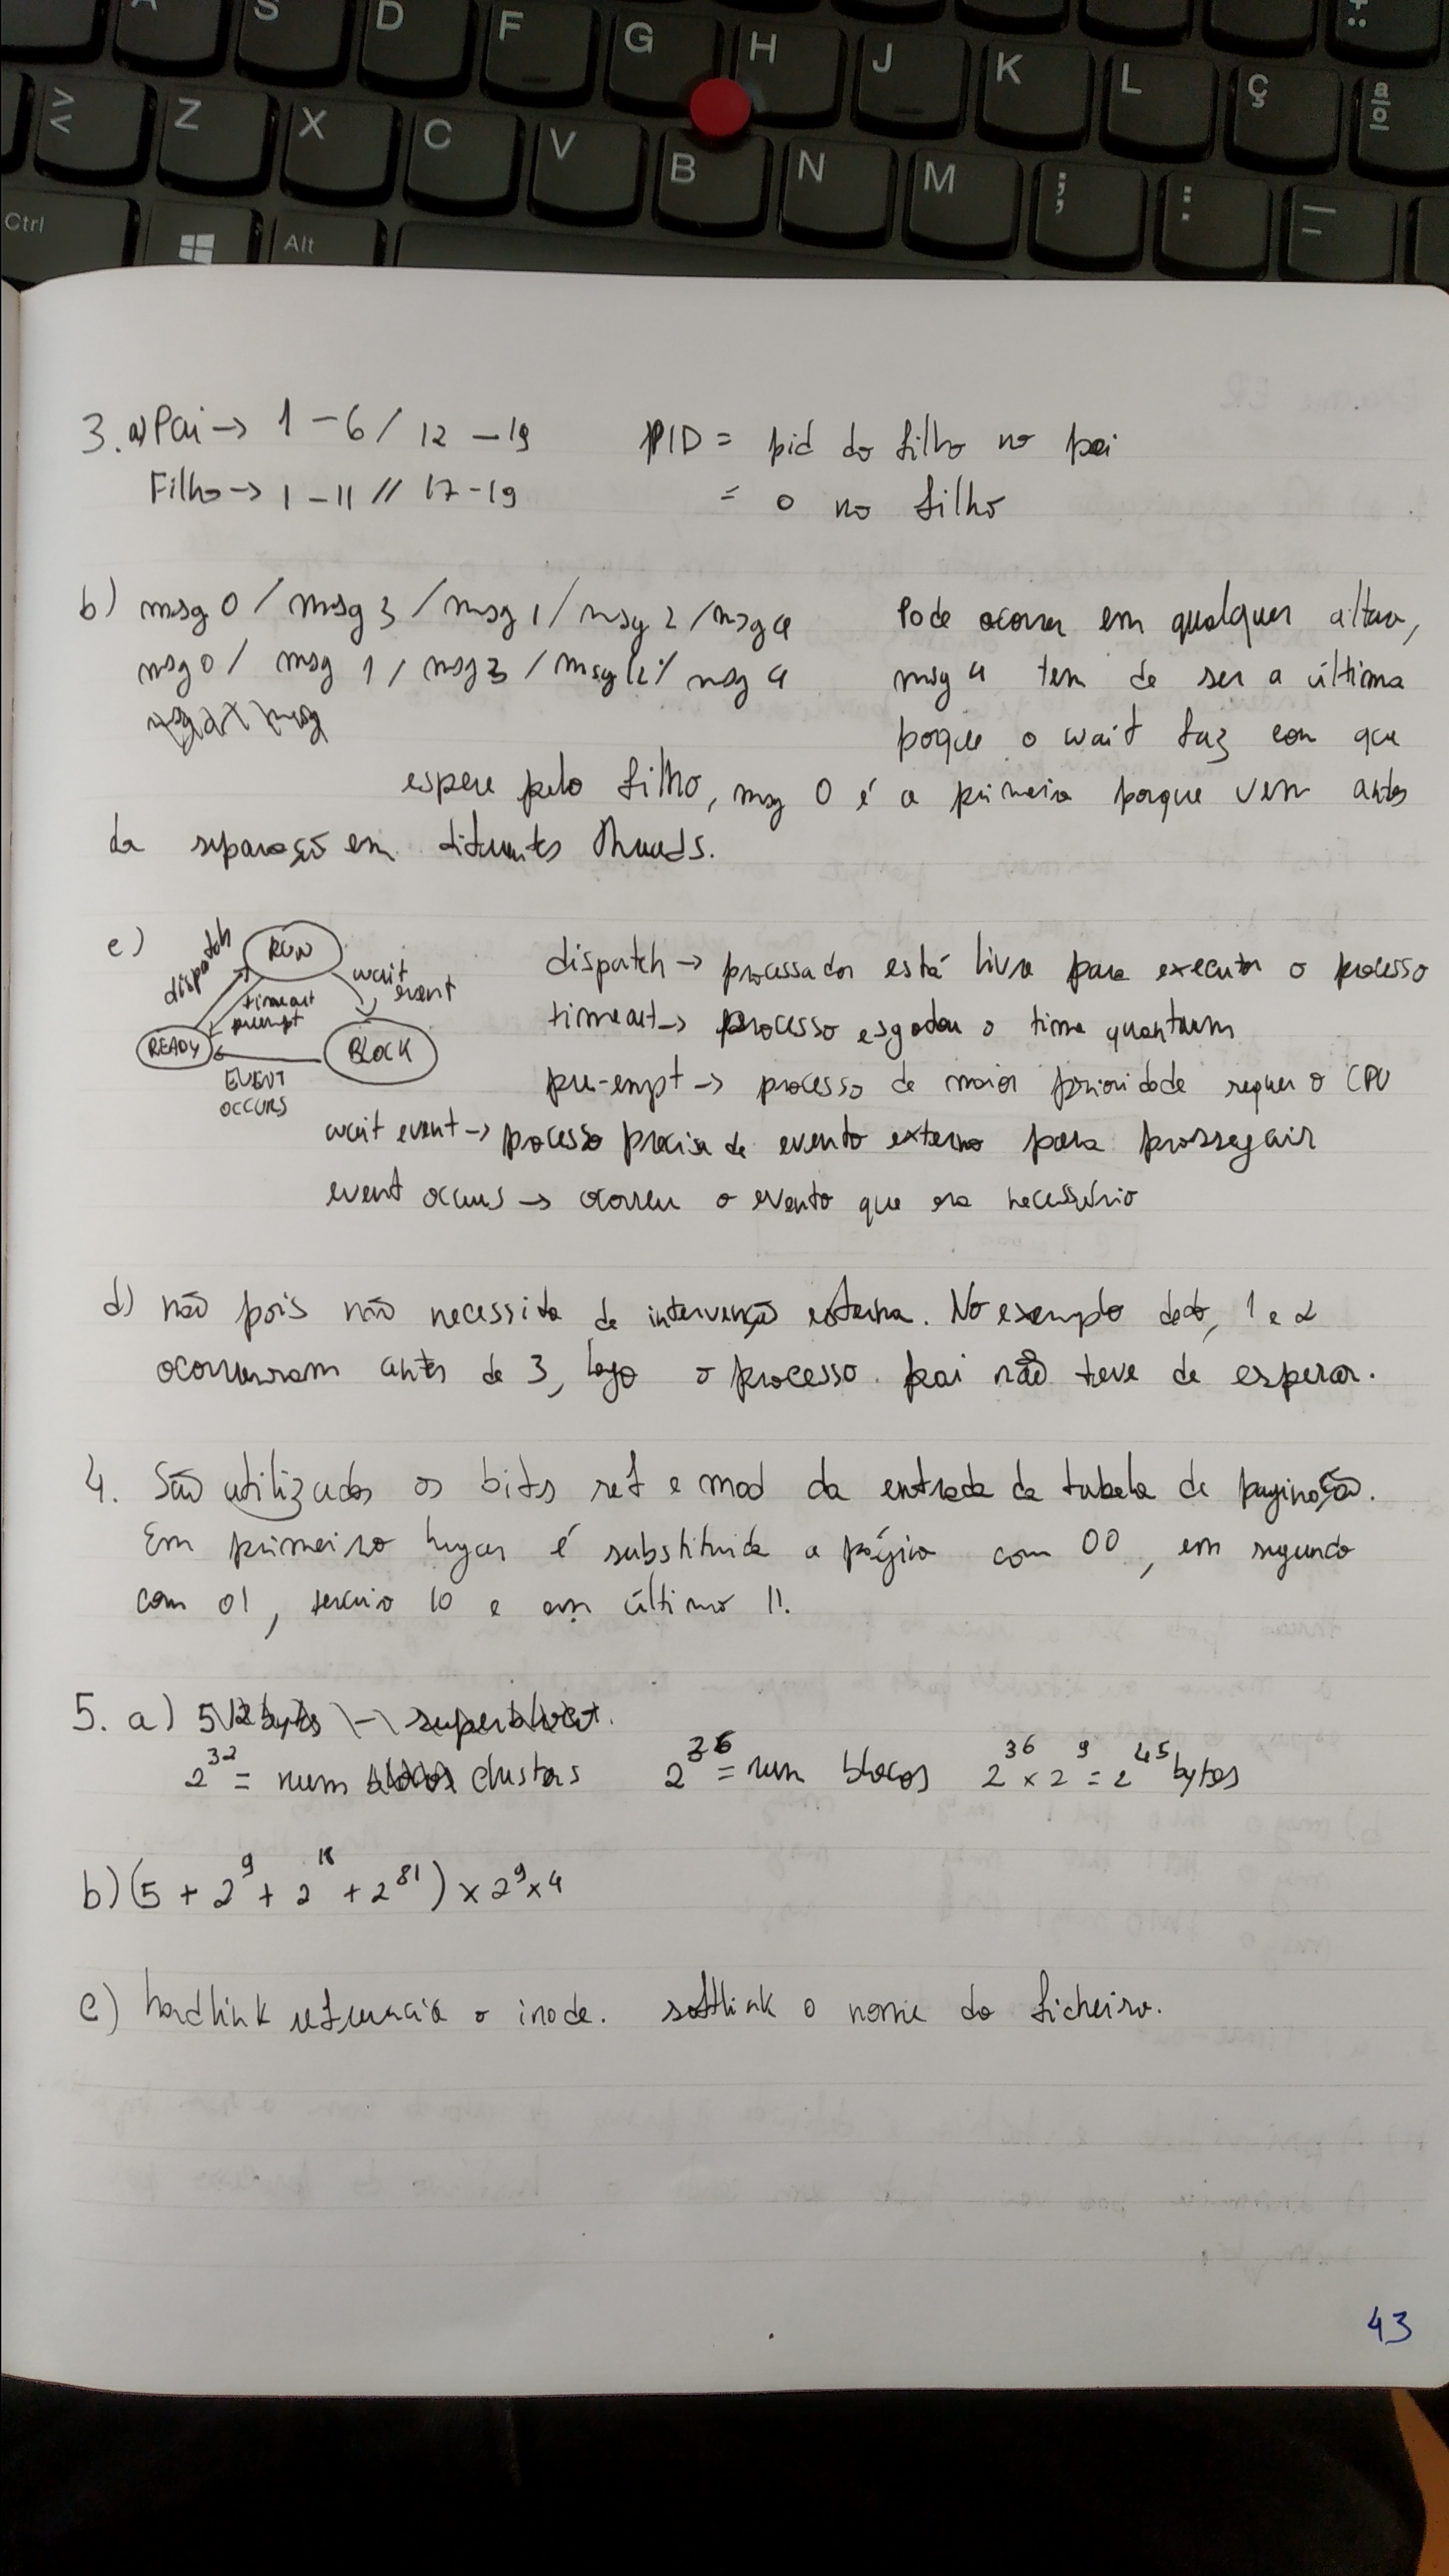 A S D F G H J K L Ç ª º
> < Z X C V B N M ; , : . _ -
Ctrl Alt
3. a) Pai → 1 – 6 / 12 – 19 PID = pid do filho no pai
Filho → 1 – 11 // 17 – 19 = 0 no filho
b) msg 0 / msg 3 / msg 1 / msg 2 / msg 4 Pode ocorrer em qualquer altura,
msg 0 / msg 1 / msg 3 / msg 2 / msg 4 msg 4 tem de ser a última
porque o wait faz com que
espere pelo filho, msg 0 é a primeira porque vem antes
da separação em diferentes threads.
c) RUN
dispatch
timeout
preempt
wait
event
READY
BLOCK
EVENT
OCCURS
dispatch → processador está livre para executar o processo
timeout → processo esgotou o time quantum
pre-empt → processo de maior prioridade requer o CPU
wait event → processo precisa de evento externo para prosseguir
event occurs → ocorreu o evento que era necessário
d) não pois não necessita de intervenção externa. No exemplo dado, 1 e 2
ocorreram antes de 3, logo o processo pai não teve de esperar.
4. São utilizados os bits ref e mod da entrada da tabela de paginação.
Em primeiro lugar é substituida a página com 00, em segundo
com 01, terceiro 10 e em último 11.
5. a) 512 bytes superblock.
2^32 = num clusters 2^36 = num blocos 2^36 x 2^9 = 2^45 bytes
b) (5 + 2^9 + 2^18 + 2^81) x 2^9 x 4
c) hardlink referencia o inode. softlink o nome do ficheiro.
43